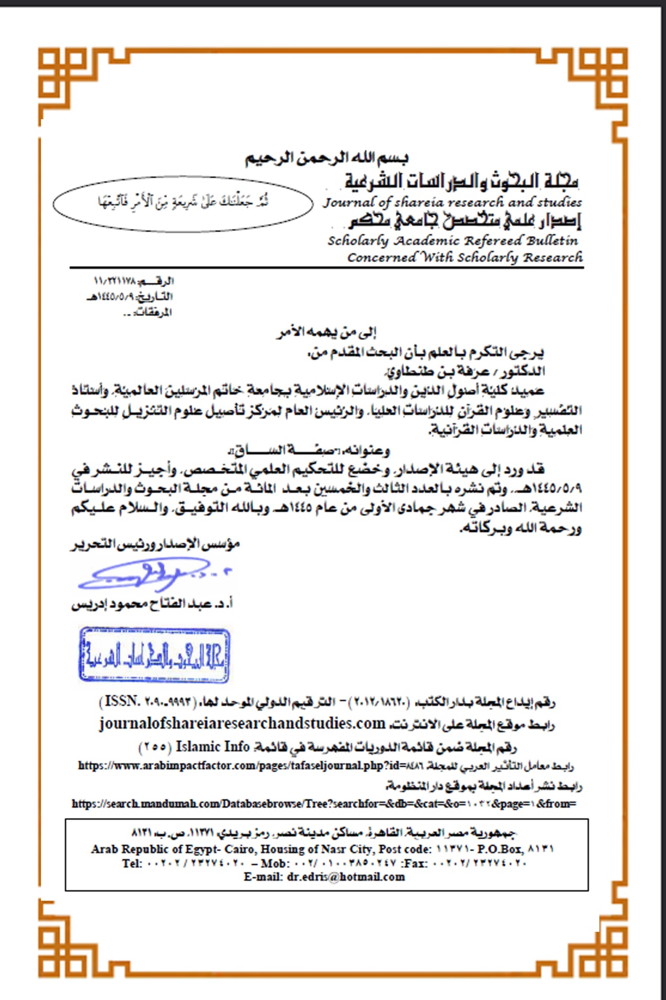 بسم الله الرحمن الرحيم
مجلة البحوث والدراسات الشرعية
Journal of shareia research and studies
إصدار علمي متخصص جامعي محكم
Scholarly Academic Refereed Bulletin
Concerned With Scholarly Research
ثُمَّ جَعَلْنَٰكَ عَلَىٰ شَرِيعَةٍ مِّنَ ٱلْأَمْرِ فَٱتَّبِعْهَا
الرقـــم: ١١/٣٢١١٧٨
التاريخ: ١٤٤٥/٥/٩هـ
المرفقات: ..
إلى من يهمه الأمر
يرجى التكرم بالعلم بأن البحث المقدم من:
الدكتور / عرفة بن طنطاوي
عميد كلية أصول الدين والدراسات الإسلامية بجامعة خاتم المرسلين العالمية، وأستاذ
التفسير وعلوم القرآن للدراسات العليا، والرئيس العام لمركز تأصيل علوم التنزيل للبحوث
العلمية والدراسات القرآنية.
وعنوانه: "صفـــة الســـاق".
قد ورد إلى هيئة الإصدار، وخضع للتحكيم العلمي المتخصص، وأجيز للنشر في
١٤٤٥/٥/٩هـ، وتم نشره بالعدد الثالث والخمسين بعد المائة من مجلة البحوث والدراسات
الشرعية، الصادر في شهر جمادى الأولى من عام ١٤٤٥هـ، وبالله التوفيق، والسلام عليكم
ورحمة الله وبركاته.
مؤسس الإصدار ورئيس التحرير
أ. د. عبد الفتاح محمود إدريس
مجلة البحوث والدراسات الشرعية
رقم إيداع المجلة بدار الكتب: (٢٠١٢/١٨٦٢٠) – الترقيم الدولي الموحد لها: (ISSN. ٢٠٩٠-٩٩٩٣)
رابط موقع المجلة على الانترنت: journalofshareiaresearchandstudies.com
رقم المجلة ضمن قائمة الدوريات المفهرسة في قائمة: Islamic Info (٢٥٥)
رابط معامل التأثير العربي للمجلة: https://www.arabimpactfactor.com/pages/tafaseljournal.php?id=٨٤٨٦
رابط نشر أعداد المجلة بموقع دار المنظومة:
https://search.mandumah.com/Databasebrowse/Tree?searchfor=&db=&cat=&o=١٠٣٢&page=١&from=
جمهورية مصر العربية، القاهرة، مساكن مدينة نصر، رمز بريدي: ١١٣٧١، ص. ب: ٨١٣١
Arab Republic of Egypt- Cairo, Housing of Nasr City, Post code: ١١٣٧١- P.O.Box, ٨١٣١
Tel: ٠٠٢٠٢ / ٢٣٢٧٤٠٢٠ – Mob: ٠٠٢/ ٠١٠٠٣٨٥٠٢٤٧ :Fax: ٠٠٢٠٢/ ٢٣٢٧٤٠٢٠
E-mail: dr.edris@hotmail.com